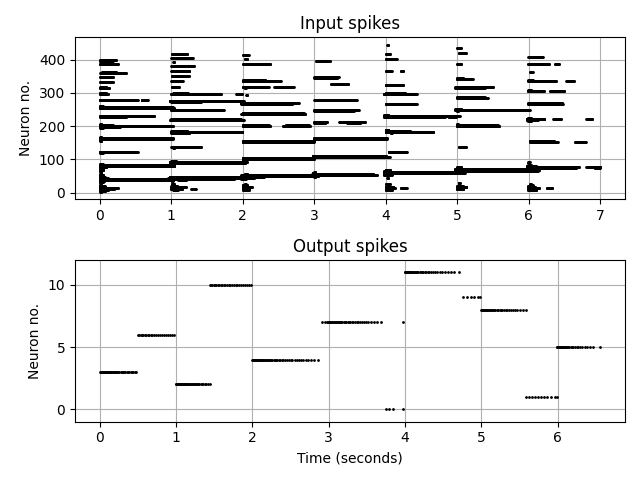 Input spikes
Neuron no.
400
300
200
100
0
0 1 2 3 4 5 6 7
Output spikes
Neuron no.
10
5
0
0 1 2 3 4 5 6
Time (seconds)